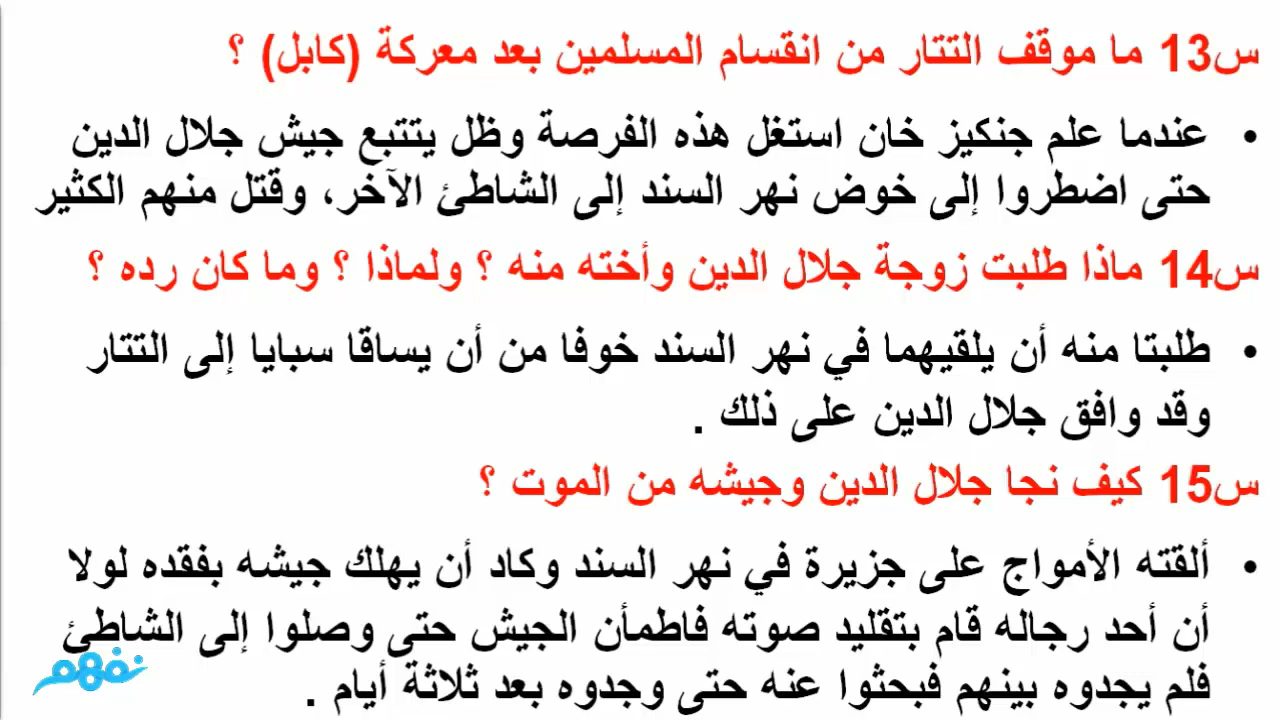 س13 ما موقف التتار من انقسام المسلمين بعد معركة (كابل) ؟
• عندما علم جنكيز خان استغل هذه الفرصة وظل يتتبع جيش جلال الدين
حتى اضطروا إلى خوض نهر السند إلى الشاطئ الآخر، وقتل منهم الكثير
س14 ماذا طلبت زوجة جلال الدين وأخته منه ؟ ولماذا ؟ وما كان رده ؟
• طلبتا منه أن يلقيهما في نهر السند خوفا من أن يساقا سبايا إلى التتار
وقد وافق جلال الدين على ذلك .
س15 كيف نجا جلال الدين وجيشه من الموت ؟
• ألقته الأمواج على جزيرة في نهر السند وكاد أن يهلك جيشه بفقده لولا
أن أحد رجاله قام بتقليد صوته فاطمأن الجيش حتى وصلوا إلى الشاطئ
فلم يجدوه بينهم فبحثوا عنه حتى وجدوه بعد ثلاثة أيام .
نفهم